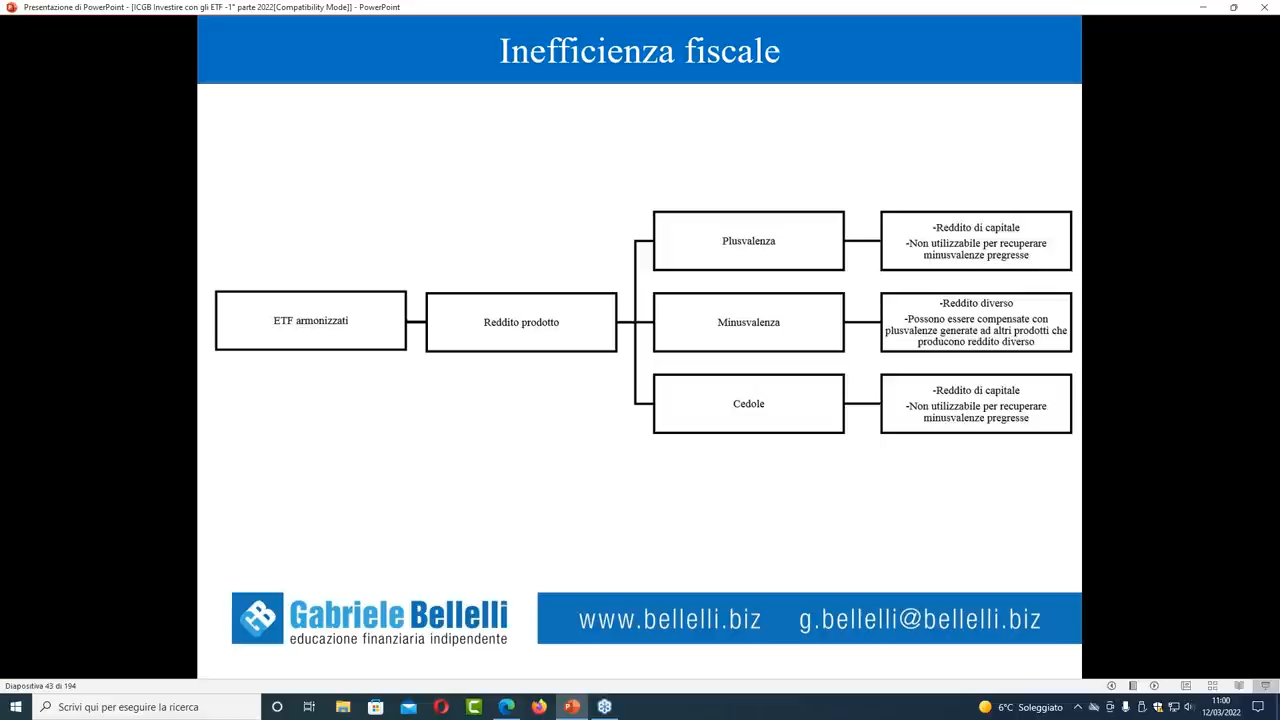 Presentazione di PowerPoint - [ICGB Investire con gli ETF -1° parte 2022[Compatibility Mode]] - PowerPoint
Inefficienza fiscale
ETF armonizzati
Reddito prodotto
Plusvalenza
-Reddito di capitale
-Non utilizzabile per recuperare
minusvalenze pregresse
Minusvalenza
-Reddito diverso
-Possono essere compensate con
plusvalenze generate ad altri prodotti che
producono reddito diverso
Cedole
-Reddito di capitale
-Non utilizzabile per recuperare
minusvalenze pregresse
Gabriele Bellelli
educazione finanziaria indipendente
www.bellelli.biz g.bellelli@bellelli.biz
Diapositiva 43 di 194
Scrivi qui per eseguire la ricerca
6°C Soleggiato
11:00
12/03/2022